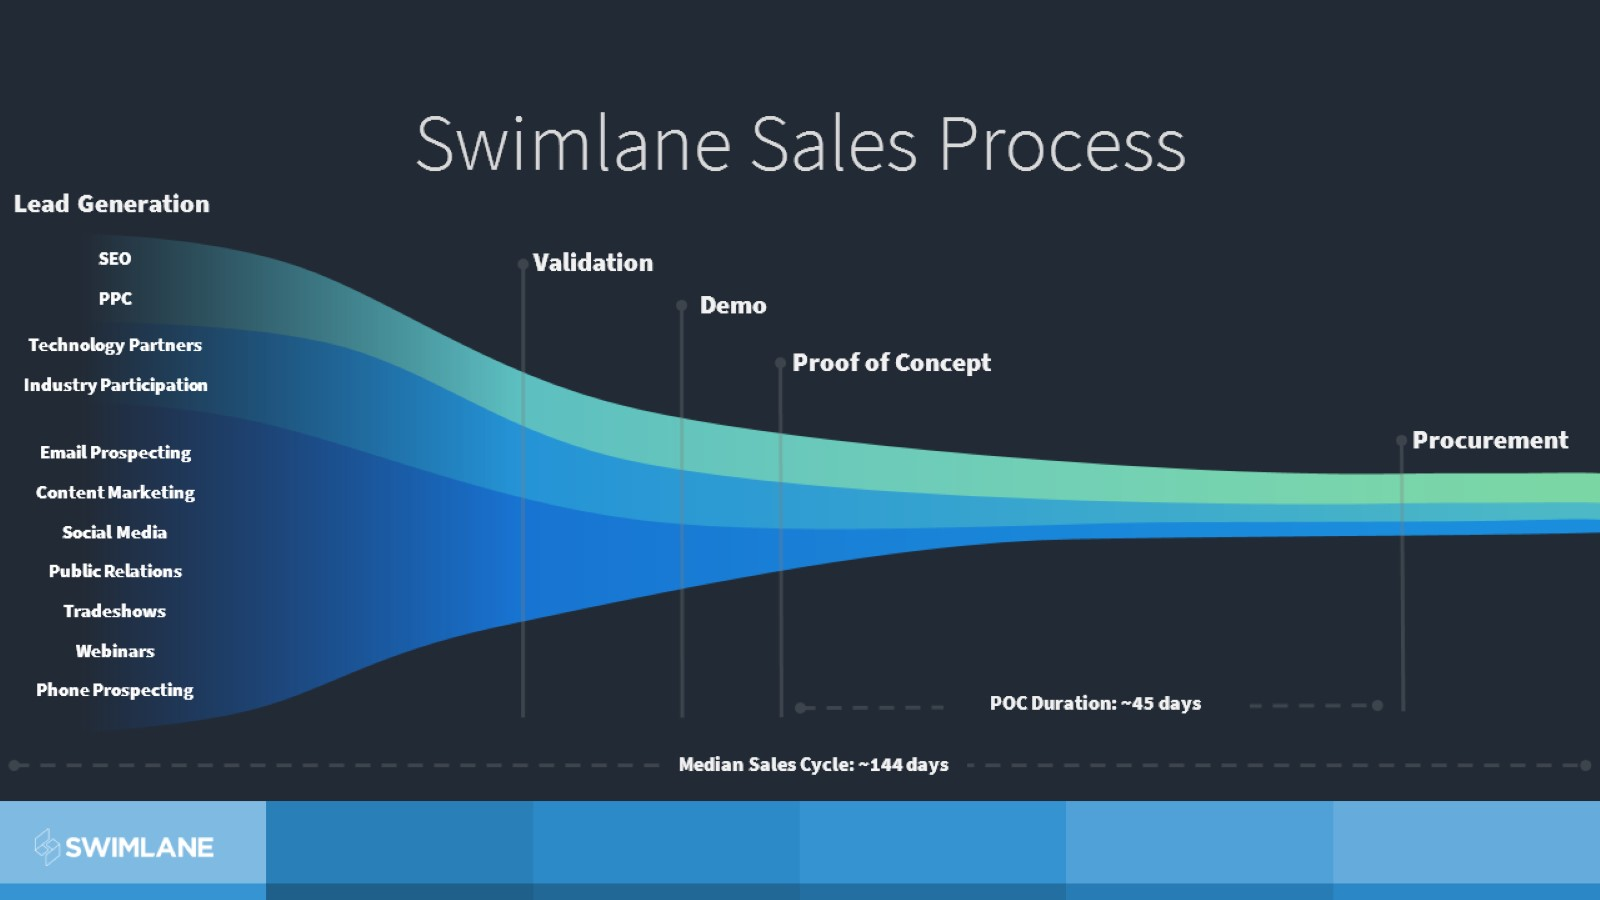 Swimlane Sales Process
Lead Generation
SEO
PPC
Technology Partners
Industry Participation
Email Prospecting
Content Marketing
Social Media
Public Relations
Tradeshows
Webinars
Phone Prospecting
Validation
Demo
Proof of Concept
Procurement
POC Duration: ~45 days
Median Sales Cycle: ~144 days
SWIMLANE